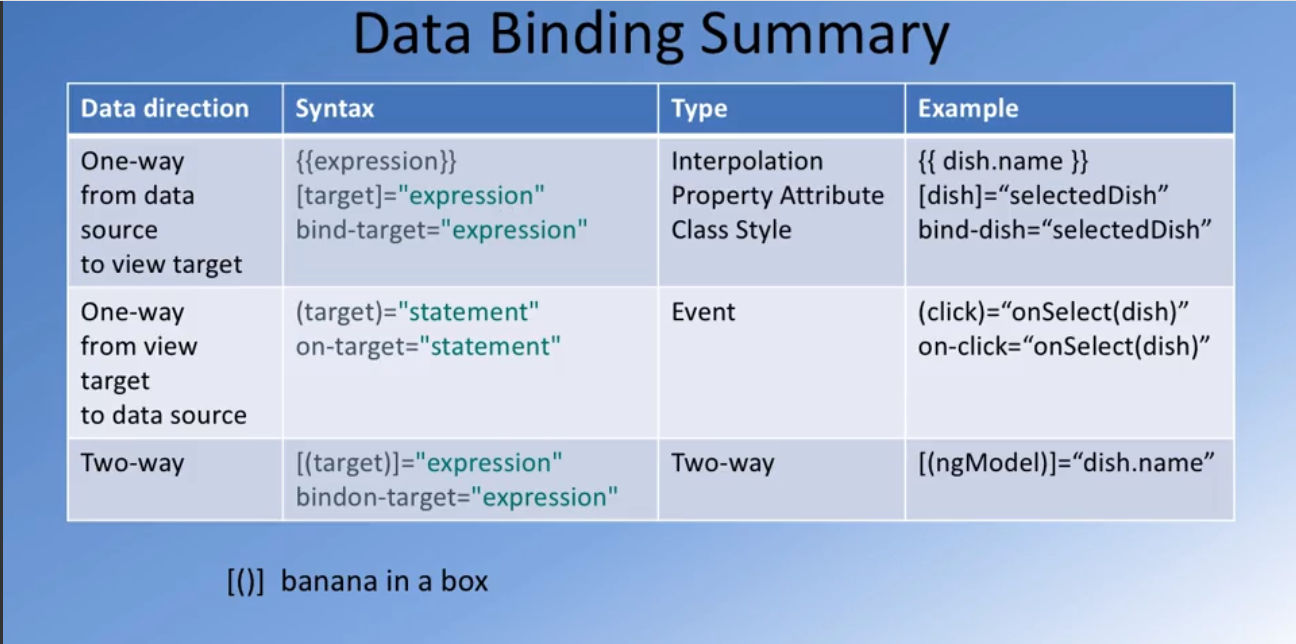 Data Binding Summary
Data direction Syntax Type Example
One-way
from data
source
to view target
{{expression}}
[target]="expression"
bind-target="expression"
Interpolation
Property Attribute
Class Style
{{ dish.name }}
[dish]=“selectedDish”
bind-dish=“selectedDish”
One-way
from view
target
to data source
(target)="statement"
on-target="statement"
Event
(click)=“onSelect(dish)”
on-click=“onSelect(dish)”
Two-way
[(target)]="expression"
bindon-target="expression"
Two-way
[(ngModel)]=“dish.name”
[()] banana in a box